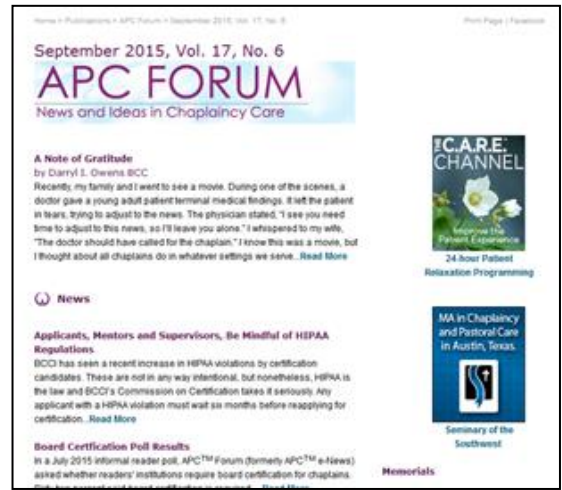 Home > Publications > APC Forum > September 2015, Vol. 17, No. 6
Print Page | Facebook
September 2015, Vol. 17, No. 6
APC FORUM
News and Ideas in Chaplaincy Care
A Note of Gratitude
by Darryl I. Owens BCC
Recently, my family and I went to see a movie. During one of the scenes, a
doctor gave a young adult patient terminal medical findings. It left the patient
in tears, trying to adjust to the news. The physician stated, "I see you need
time to adjust to this news, so I'll leave you alone." I whispered to my wife,
"The doctor should have called for the chaplain." I know this was a movie, but
I thought about all chaplains do in whatever settings we serve...Read More
News
Applicants, Mentors and Supervisors, Be Mindful of HIPAA
Regulations
BCCI has seen a recent increase in HIPAA violations by certification
candidates. These are not in any way intentional, but nonetheless, HIPAA is
the law and BCCI's Commission on Certification takes it seriously. Any
applicant with a HIPAA violation must wait six months before reapplying for
certification...Read More
Board Certfication Poll Results
In a July 2015 informal reader poll, APC™ Forum (formerly APC™ e-News)
asked whether readers' institutions require board certification for chaplains.
THE C.A.R.E.
CHANNEL
Improve the
Patient Experience
24-hour Patient
Relaxation Programming
MA in Chaplaincy
and Pastoral Care
in Austin, Texas.
Seminary of the
Southwest
Memorials